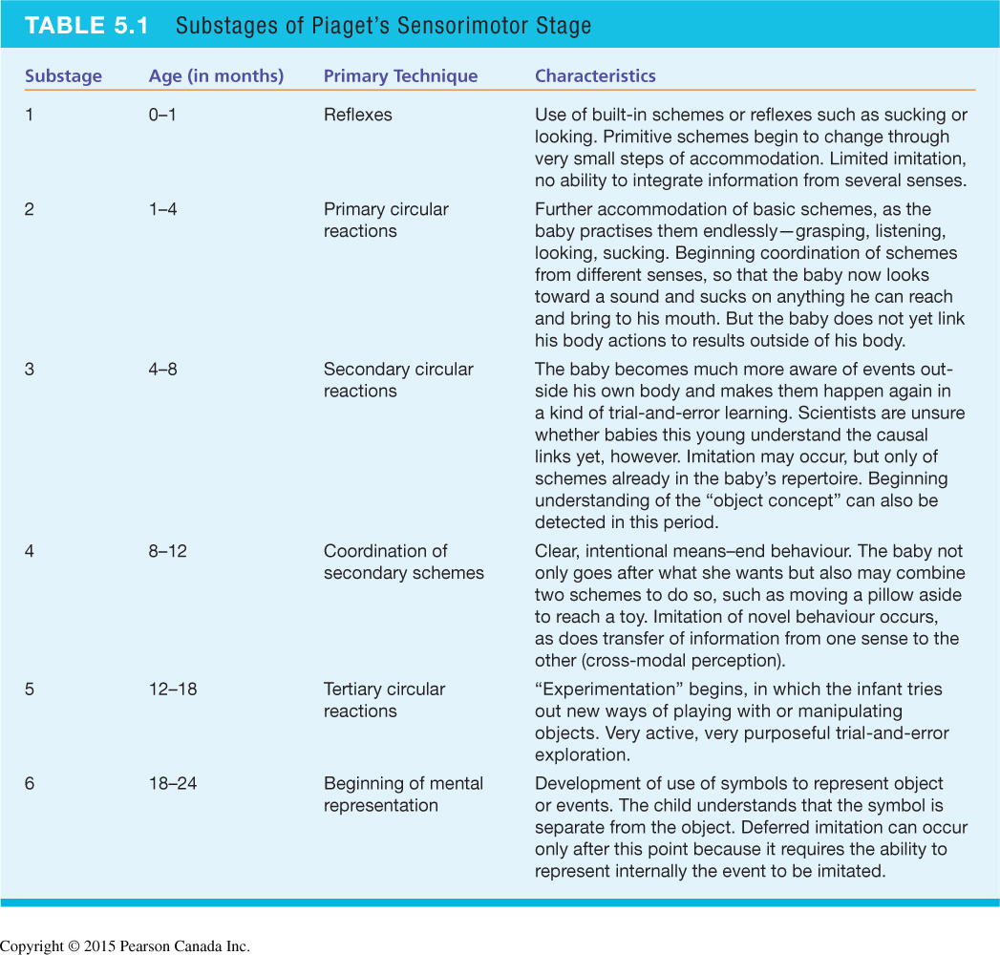 TABLE 5.1 Substages of Piaget's Sensorimotor Stage
Substage Age (in months) Primary Technique Characteristics
1 0–1 Reflexes Use of built-in schemes or reflexes such as sucking or
looking. Primitive schemes begin to change through
very small steps of accommodation. Limited imitation,
no ability to integrate information from several senses.
2 1–4 Primary circular Further accommodation of basic schemes, as the
reactions baby practises them endlessly—grasping, listening,
looking, sucking. Beginning coordination of schemes
from different senses, so that the baby now looks
toward a sound and sucks on anything he can reach
and bring to his mouth. But the baby does not yet link
his body actions to results outside of his body.
3 4–8 Secondary circular The baby becomes much more aware of events out-
reactions side his own body and makes them happen again in
a kind of trial-and-error learning. Scientists are unsure
whether babies this young understand the causal
links yet, however. Imitation may occur, but only of
schemes already in the baby's repertoire. Beginning
understanding of the “object concept” can also be
detected in this period.
4 8–12 Coordination of Clear, intentional means–end behaviour. The baby not
secondary schemes only goes after what she wants but also may combine
two schemes to do so, such as moving a pillow aside
to reach a toy. Imitation of novel behaviour occurs,
as does transfer of information from one sense to the
other (cross-modal perception).
5 12–18 Tertiary circular “Experimentation” begins, in which the infant tries
reactions out new ways of playing with or manipulating
objects. Very active, very purposeful trial-and-error
exploration.
6 18–24 Beginning of mental Development of use of symbols to represent object
representation or events. The child understands that the symbol is
separate from the object. Deferred imitation can occur
only after this point because it requires the ability to
represent internally the event to be imitated.
Copyright © 2015 Pearson Canada Inc.